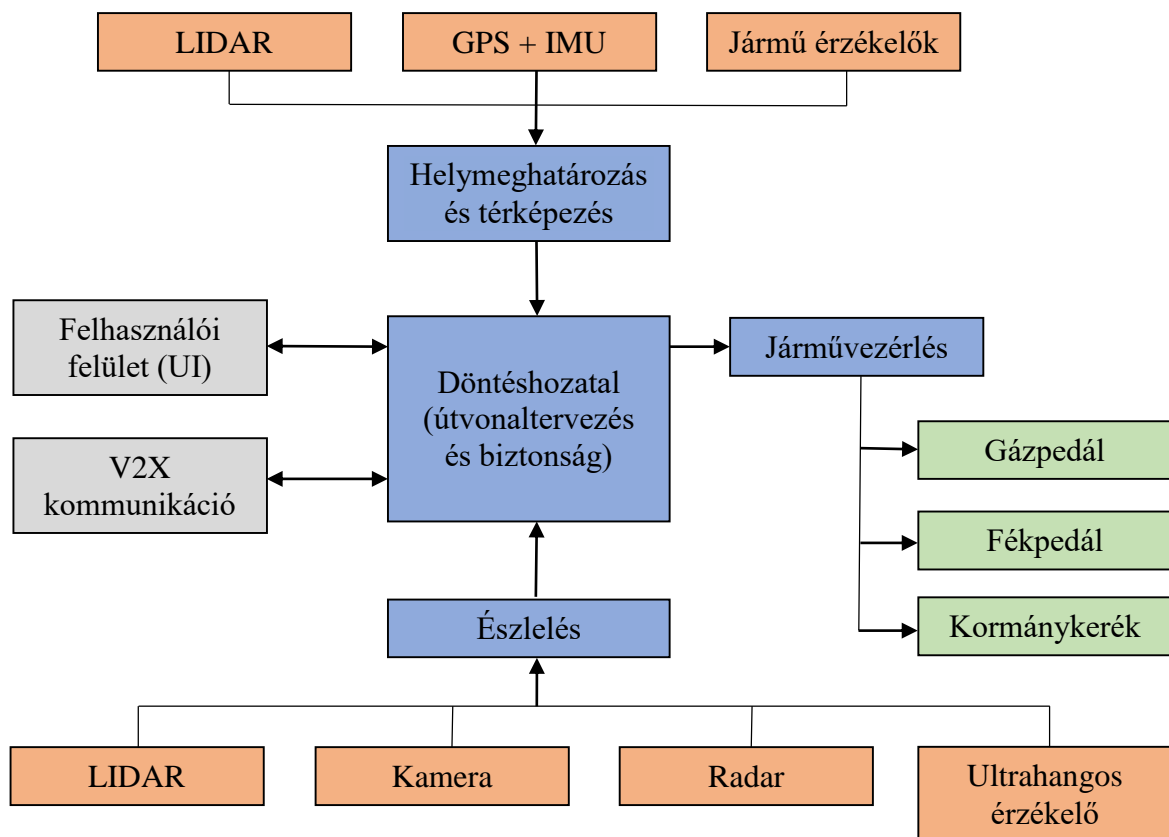 LIDAR
GPS + IMU
Jármű érzékelők
Helymeghatározás
és térképezés
Felhasználói
felület (UI)
Döntéshozatal
(útvonaltervezés
és biztonság)
Járművezérlés
V2X
kommunikáció
Gázpedál
Fékpedál
Kormánykerék
Észlelés
LIDAR
Kamera
Radar
Ultrahangos
érzékelő